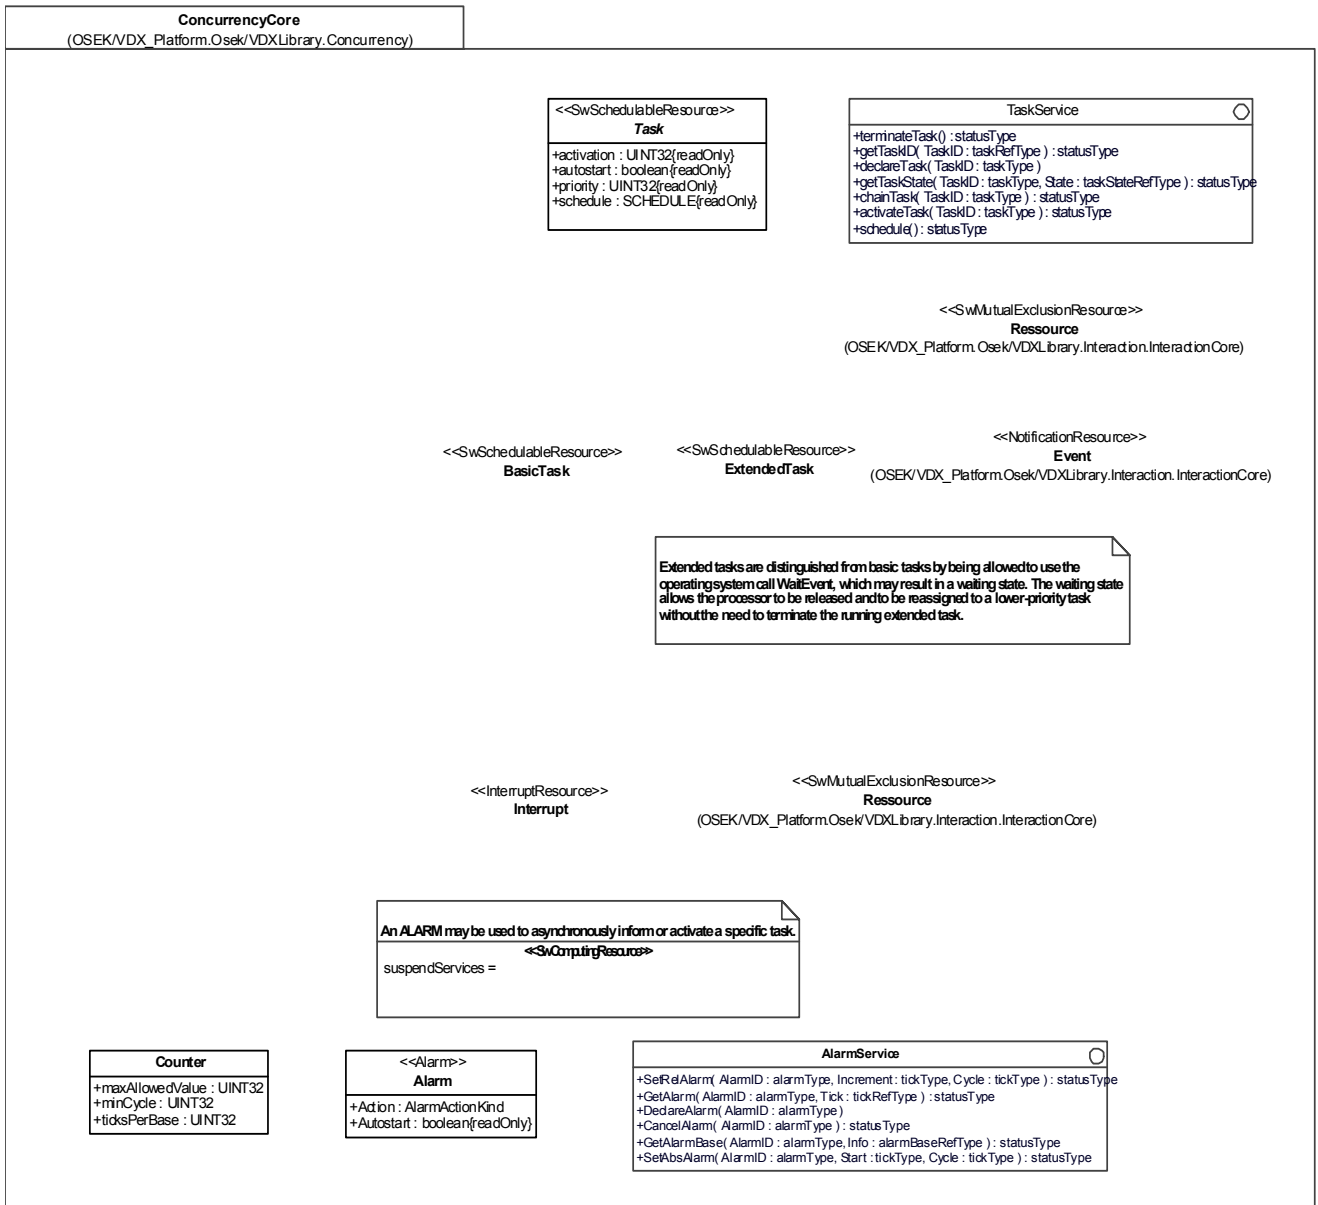 ConcurrencyCore
(OSEK/VDX_Platform.Osek/VDXLibrary.Concurrency)
<<SwSchedulableResource>>
Task
+activation : UINT32{readOnly}
+autostart : boolean{readOnly}
+priority : UINT32{readOnly}
+schedule : SCHEDULE{readOnly}
TaskService
+terminateTask() : statusType
+getTaskID( TaskID : taskRefType ) : statusType
+declareTask( TaskID : taskType )
+getTaskState( TaskID : taskType, State : taskStateRefType ) : statusType
+chainTask( TaskID : taskType ) : statusType
+activateTask( TaskID : taskType ) : statusType
+schedule() : statusType
<<SwMutualExclusionResource>>
Ressource
(OSEK/VDX_Platform.Osek/VDXLibrary.Interaction.InteractionCore)
<<SwSchedulableResource>>
BasicTask
<<SwSchedulableResource>>
ExtendedTask
<<NotificationResource>>
Event
(OSEK/VDX_Platform.Osek/VDXLibrary.Interaction.InteractionCore)
Extended tasks are distinguished from basic tasks by being allowed to use the
operating system call WaitEvent, which may result in a waiting state. The waiting state
allows the processor to be released and to be reassigned to a lower-priority task
without the need to terminate the running extended task.
<<InterruptResource>>
Interrupt
<<SwMutualExclusionResource>>
Ressource
(OSEK/VDX_Platform.Osek/VDXLibrary.Interaction.InteractionCore)
An ALARM may be used to asynchronously inform or activate a specific task.
<<SwComputingResource>>
suspendServices =
Counter
+maxAllowedValue : UINT32
+minCycle : UINT32
+ticksPerBase : UINT32
<<Alarm>>
Alarm
+Action : AlarmActionKind
+Autostart : boolean{readOnly}
AlarmService
+SetRelAlarm( AlarmID : alarmType, Increment : tickType, Cycle : tickType ) : statusType
+GetAlarm( AlarmID : alarmType, Tick : tickRefType ) : statusType
+DeclareAlarm( AlarmID : alarmType )
+CancelAlarm( AlarmID : alarmType ) : statusType
+GetAlarmBase( AlarmID : alarmType, Info : alarmBaseRefType ) : statusType
+SetAbsAlarm( AlarmID : alarmType, Start : tickType, Cycle : tickType ) : statusType